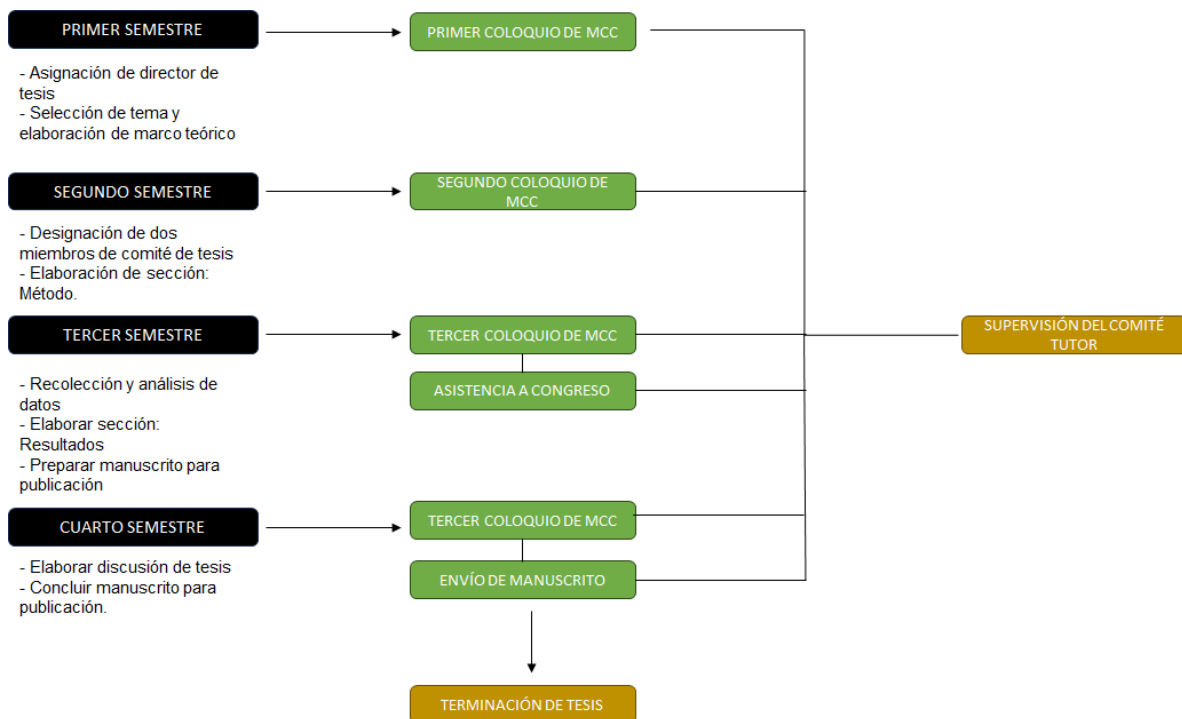 PRIMER SEMESTRE
PRIMER COLOQUIO DE MCC
- Asignación de director de
tesis
- Selección de tema y
elaboración de marco teórico
SEGUNDO SEMESTRE
SEGUNDO COLOQUIO DE
MCC
- Designación de dos
miembros de comité de tesis
- Elaboración de sección:
Método.
TERCER SEMESTRE
TERCER COLOQUIO DE MCC
SUPERVISIÓN DEL COMITÉ
TUTOR
ASISTENCIA A CONGRESO
- Recolección y análisis de
datos
- Elaborar sección:
Resultados
- Preparar manuscrito para
publicación
CUARTO SEMESTRE
TERCER COLOQUIO DE MCC
- Elaborar discusión de tesis
- Concluir manuscrito para
publicación.
ENVÍO DE MANUSCRITO
TERMINACIÓN DE TESIS